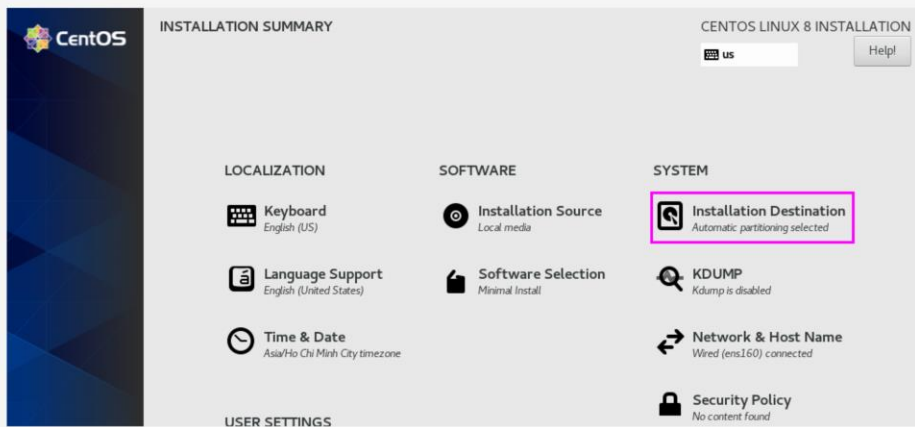 CentOS
INSTALLATION SUMMARY
CENTOS LINUX 8 INSTALLATION
us
Help!
LOCALIZATION
Keyboard
English (US)
Language Support
English (United States)
Time & Date
Asia/Ho Chi Minh City timezone
USER SETTINGS
SOFTWARE
Installation Source
Local media
Software Selection
Minimal Install
SYSTEM
Installation Destination
Automatic partitioning selected
KDUMP
Kdump is disabled
Network & Host Name
Wired (ens160) connected
Security Policy
No content found